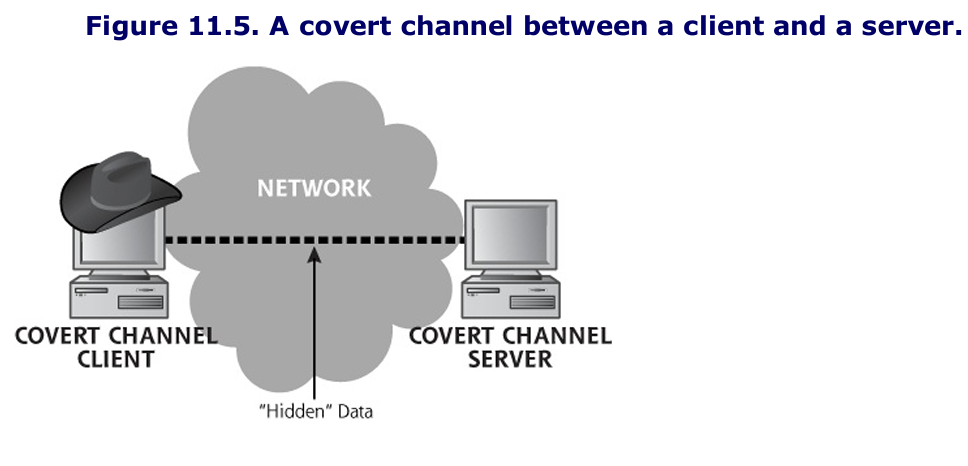 Figure 11.5. A covert channel between a client and a server.
NETWORK
COVERT CHANNEL
CLIENT
COVERT CHANNEL
SERVER
"Hidden" Data